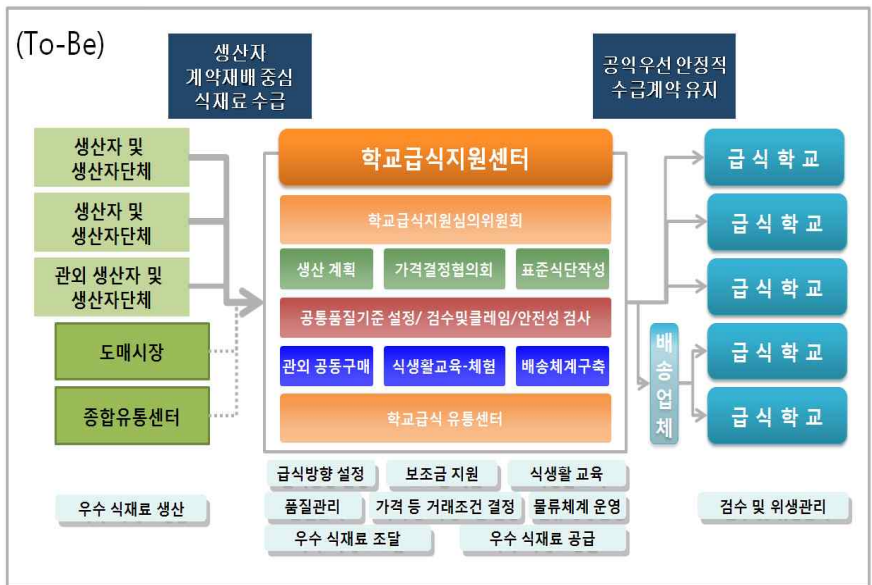 (To-Be)
생산자
계약재배 중심
식재료 수급
공익우선 안정적
수급계약 유지
생산자 및
생산자단체
생산자 및
생산자단체
관외 생산자 및
생산자단체
도매시장
종합유통센터
학교급식지원센터
학교급식지원심의위원회
생산 계획
가격결정협의회
표준식단작성
공통품질기준 설정/ 검수및클레임/안전성 검사
관외 공동구매
식생활교육-체험
배송체계구축
학교급식 유통센터
배송업체
급 식 학 교
급 식 학 교
급 식 학 교
급 식 학 교
급 식 학 교
우수 식재료 생산
급식방향 설정
보조금 지원
식생활 교육
품질관리
가격 등 거래조건 결정
물류체계 운영
우수 식재료 조달
우수 식재료 공급
검수 및 위생관리